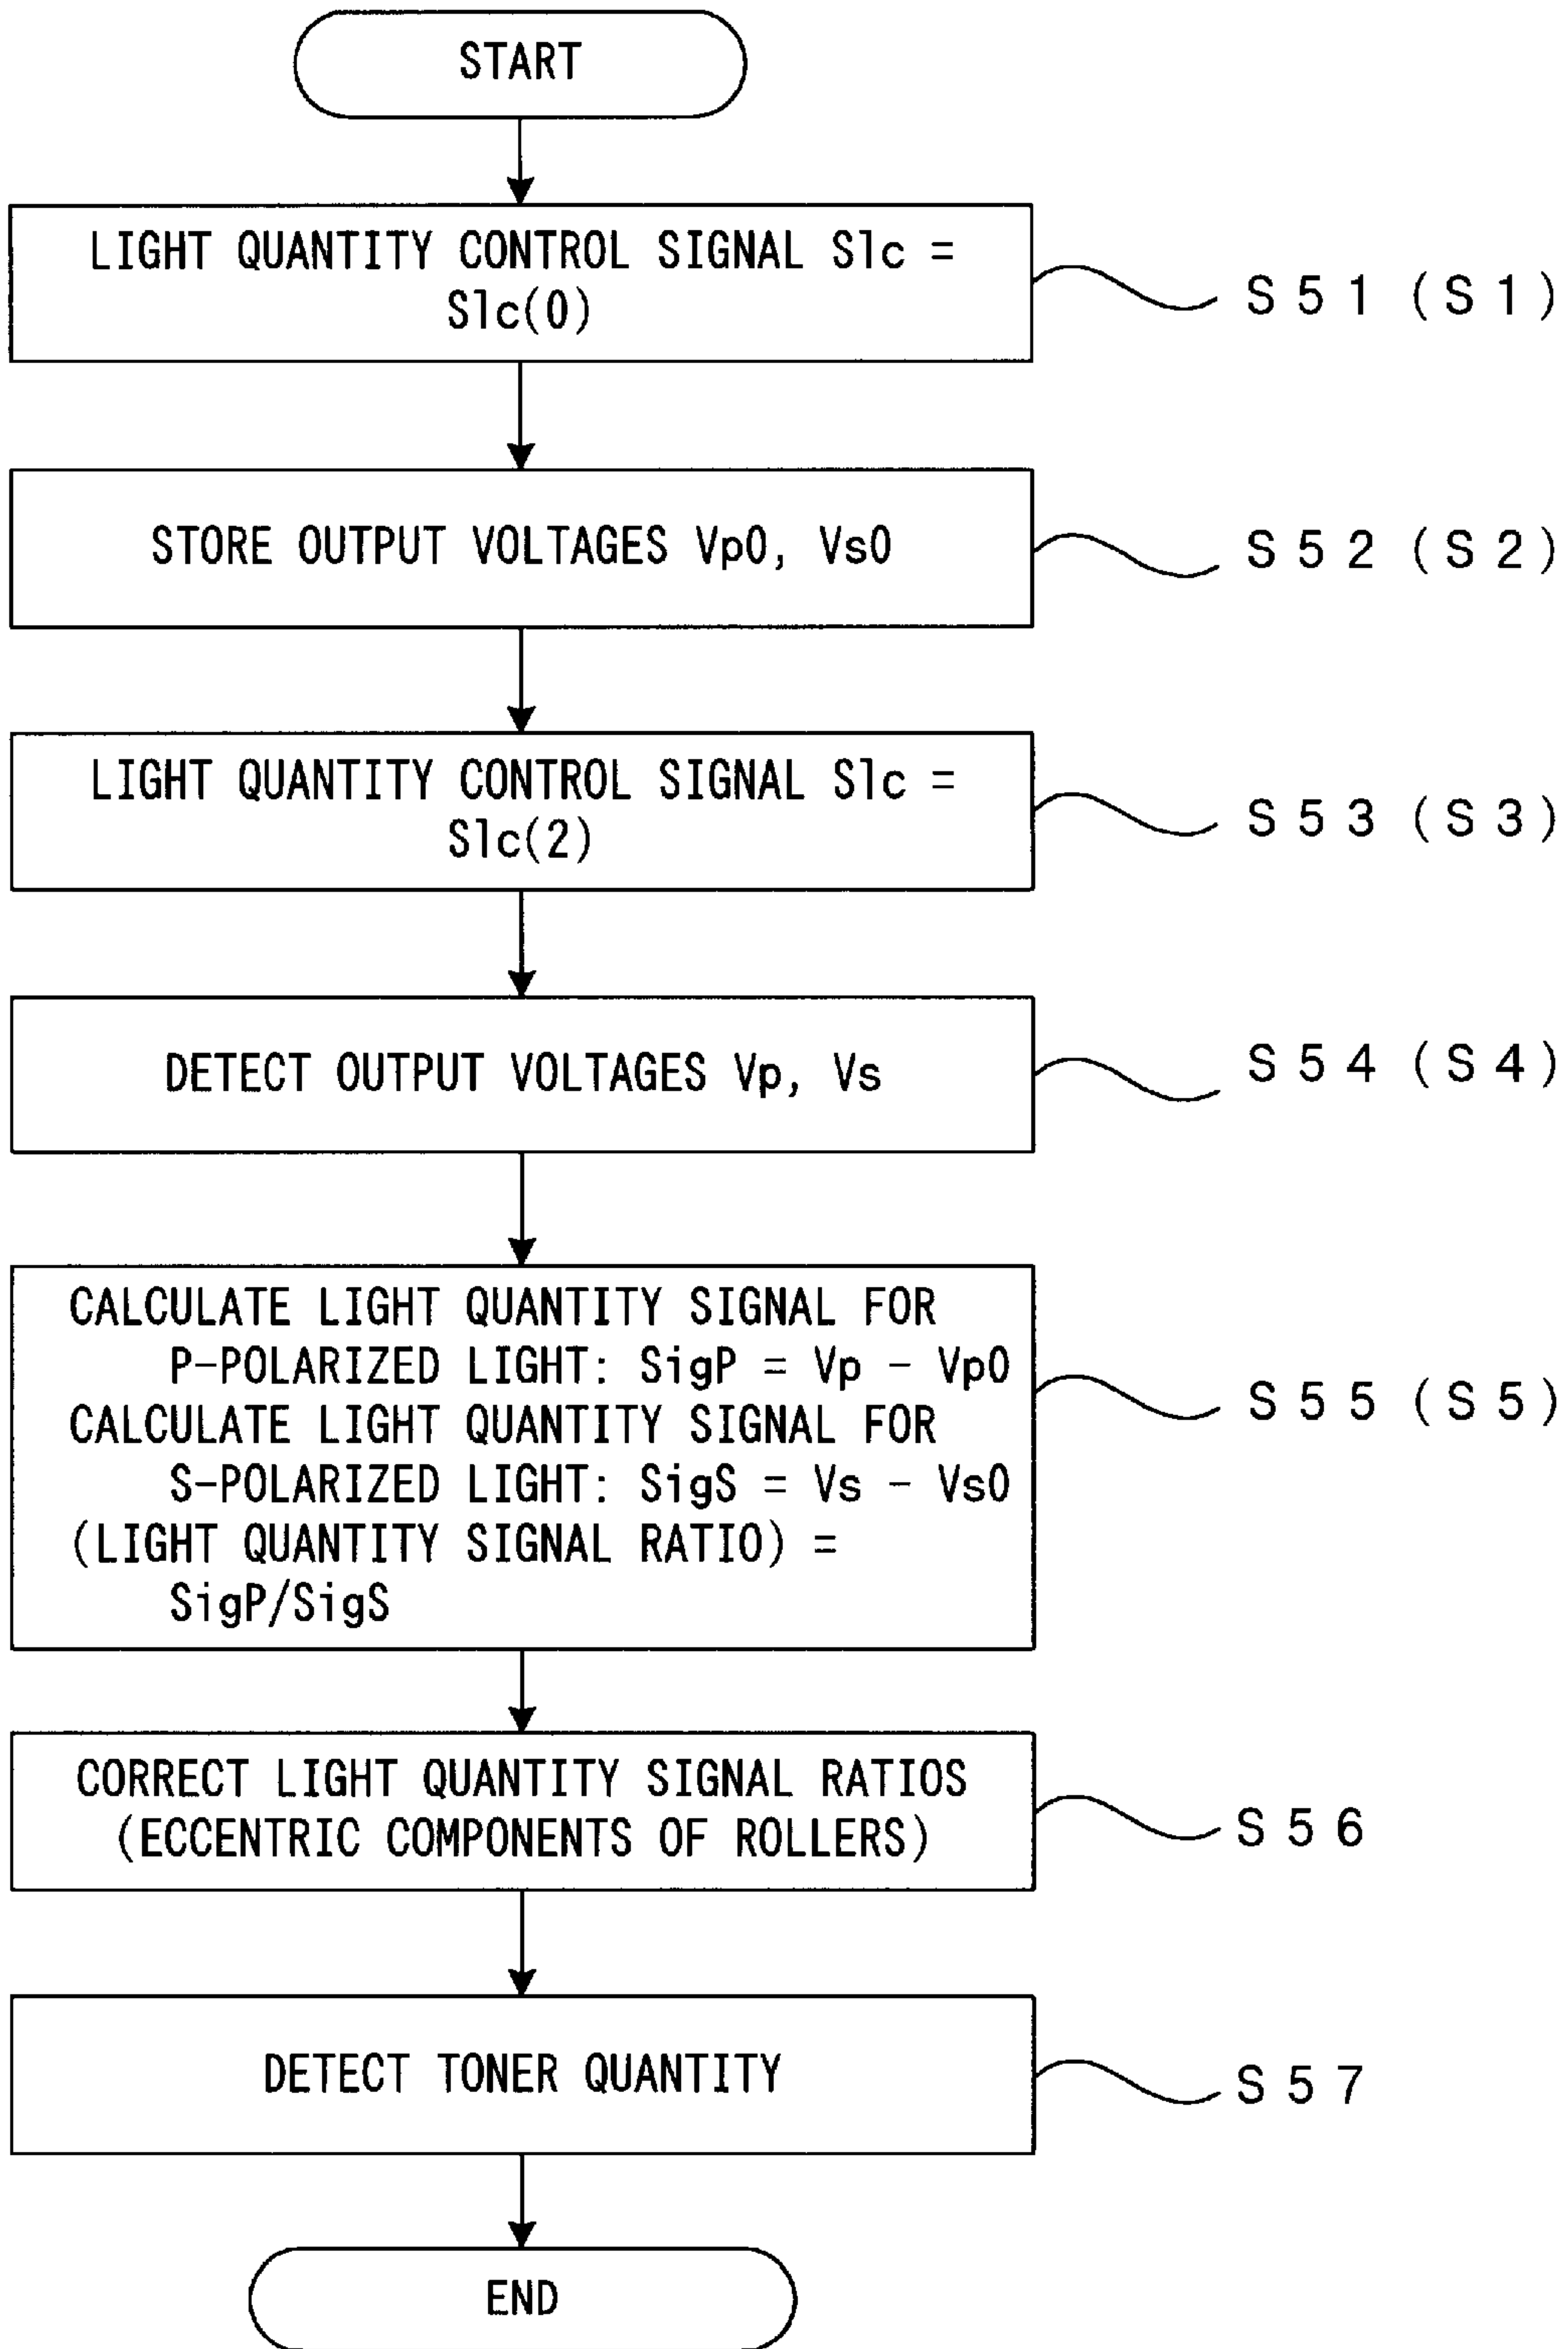 START
LIGHT QUANTITY CONTROL SIGNAL Slc =
Slc(0)
S51(S1)
STORE OUTPUT VOLTAGES Vp0, Vs0
S52(S2)
LIGHT QUANTITY CONTROL SIGNAL Slc =
Slc(2)
S53(S3)
DETECT OUTPUT VOLTAGES Vp, Vs
S54(S4)
CALCULATE LIGHT QUANTITY SIGNAL FOR
P-POLARIZED LIGHT: SigP = Vp - Vp0
CALCULATE LIGHT QUANTITY SIGNAL FOR
S-POLARIZED LIGHT: SigS = Vs - Vs0
(LIGHT QUANTITY SIGNAL RATIO) =
SigP/SigS
S55(S5)
CORRECT LIGHT QUANTITY SIGNAL RATIOS
(ECCENTRIC COMPONENTS OF ROLLERS)
S56
DETECT TONER QUANTITY
S57
END